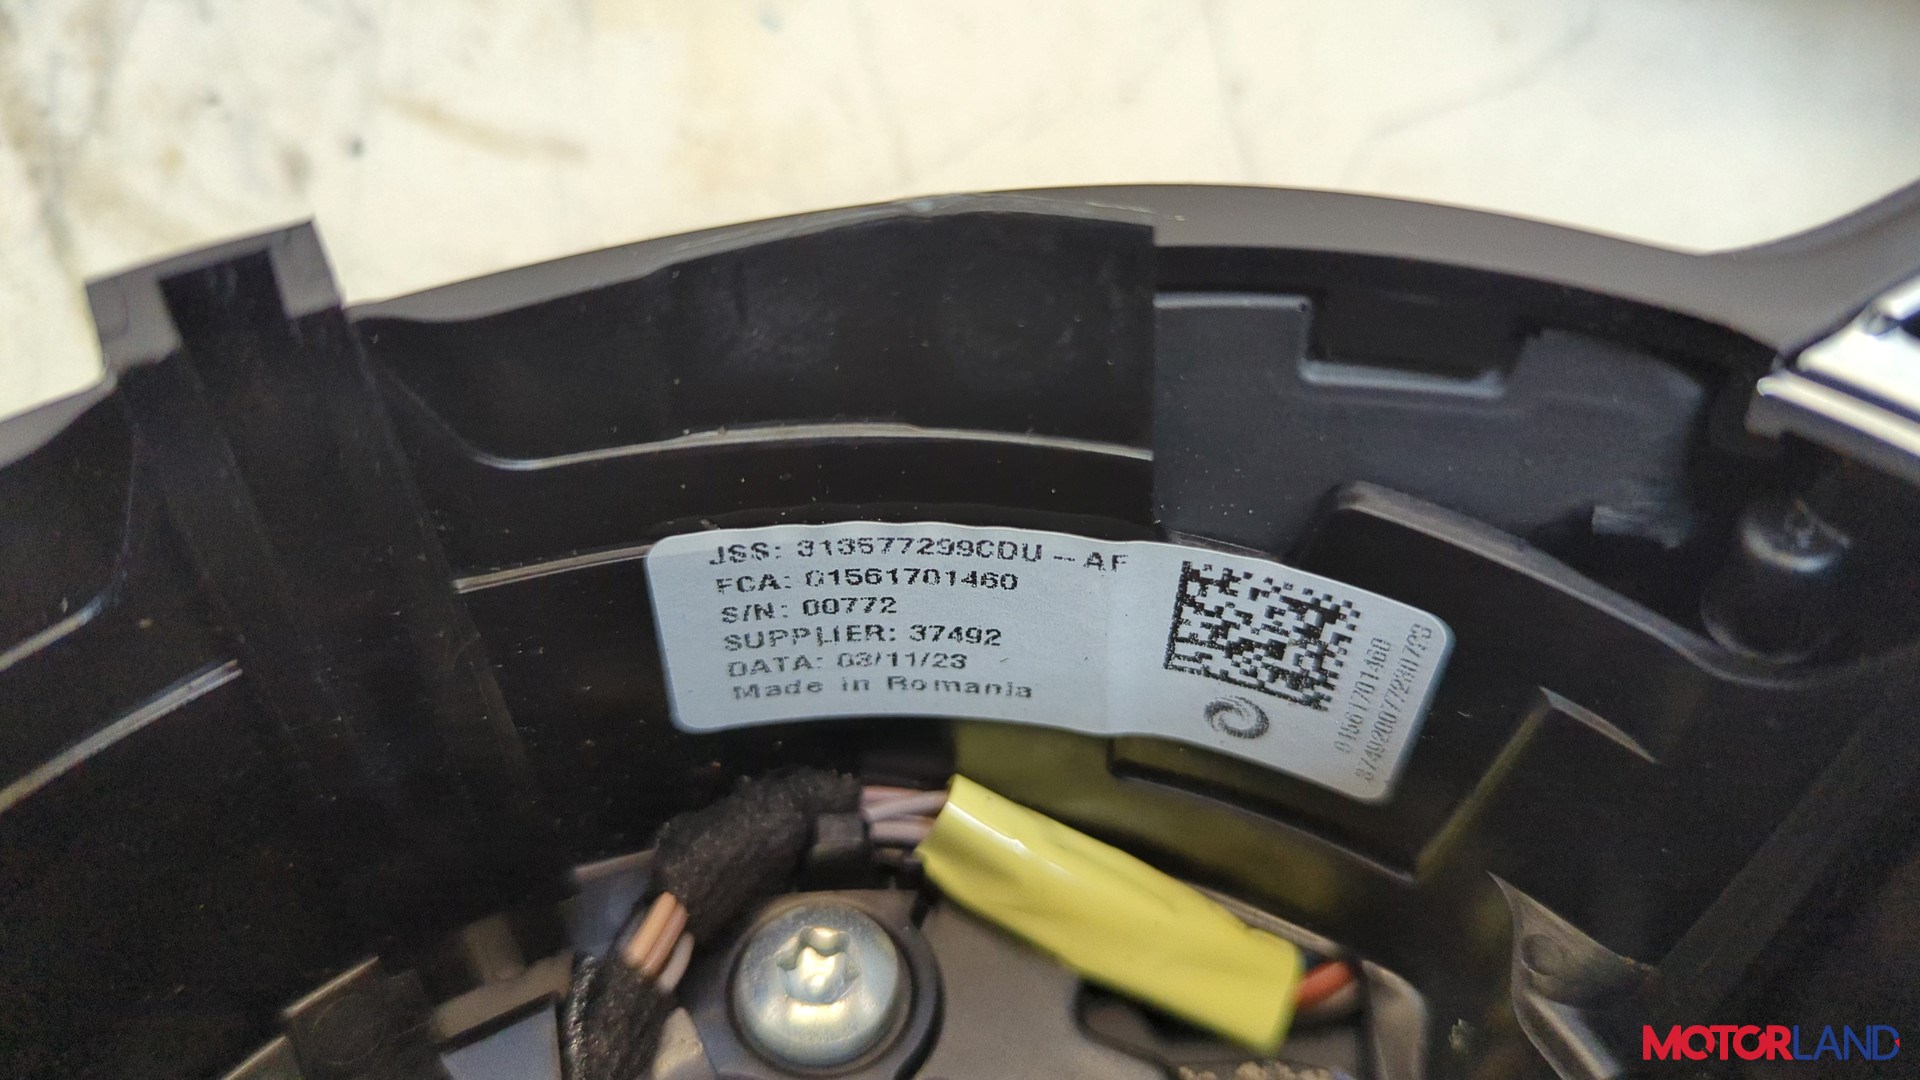 JSS: 313577299CDU - AF
FCA: 01561701460
S/N: 00772
SUPPLIER: 37492
DATA: 03/11/23
Made in Romania
01561701460
MOTORLAND